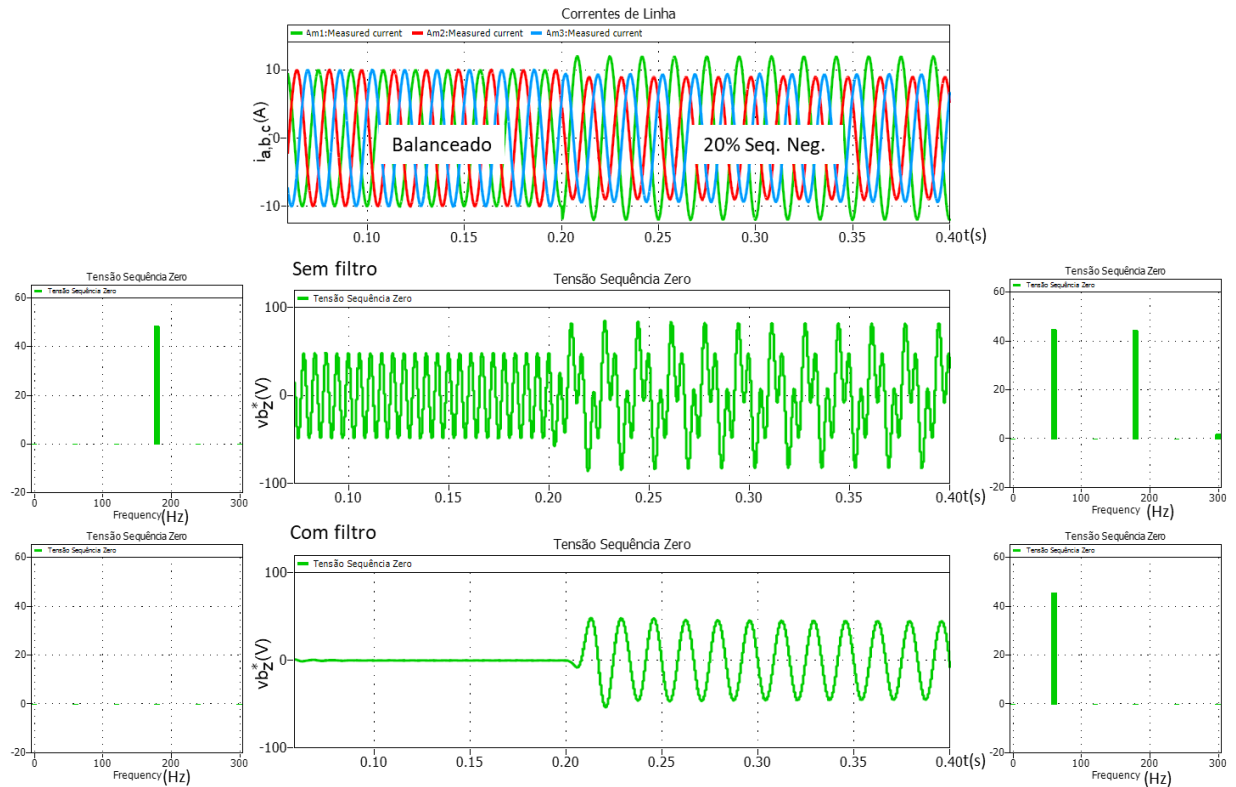 Correntes de Linha
Am1:Measured current Am2:Measured current Am3:Measured current
10
0
-10
ia,b,c(A)
Balanceado
20% Seq. Neg.
0.10 0.15 0.20 0.25 0.30 0.35 0.40t(s)
Tensão Sequência Zero
Tensão Sequência Zero
60
40
20
0
-20
0 100 200 300
Frequency(Hz)
Sem filtro
Tensão Sequência Zero
Tensão Sequência Zero
100
0
-100
vbz*(V)
0.10 0.15 0.20 0.25 0.30 0.35 0.40t(s)
Tensão Sequência Zero
Tensão Sequência Zero
60
40
20
0
-20
0 100 200 300
Frequency (Hz)
Tensão Sequência Zero
Tensão Sequência Zero
60
40
20
0
-20
0 100 200 300
Frequency(Hz)
Com filtro
Tensão Sequência Zero
Tensão Sequência Zero
100
0
-100
vbz*(V)
0.10 0.15 0.20 0.25 0.30 0.35 0.40t(s)
Tensão Sequência Zero
Tensão Sequência Zero
60
40
20
0
-20
0 100 200 300
Frequency (Hz)